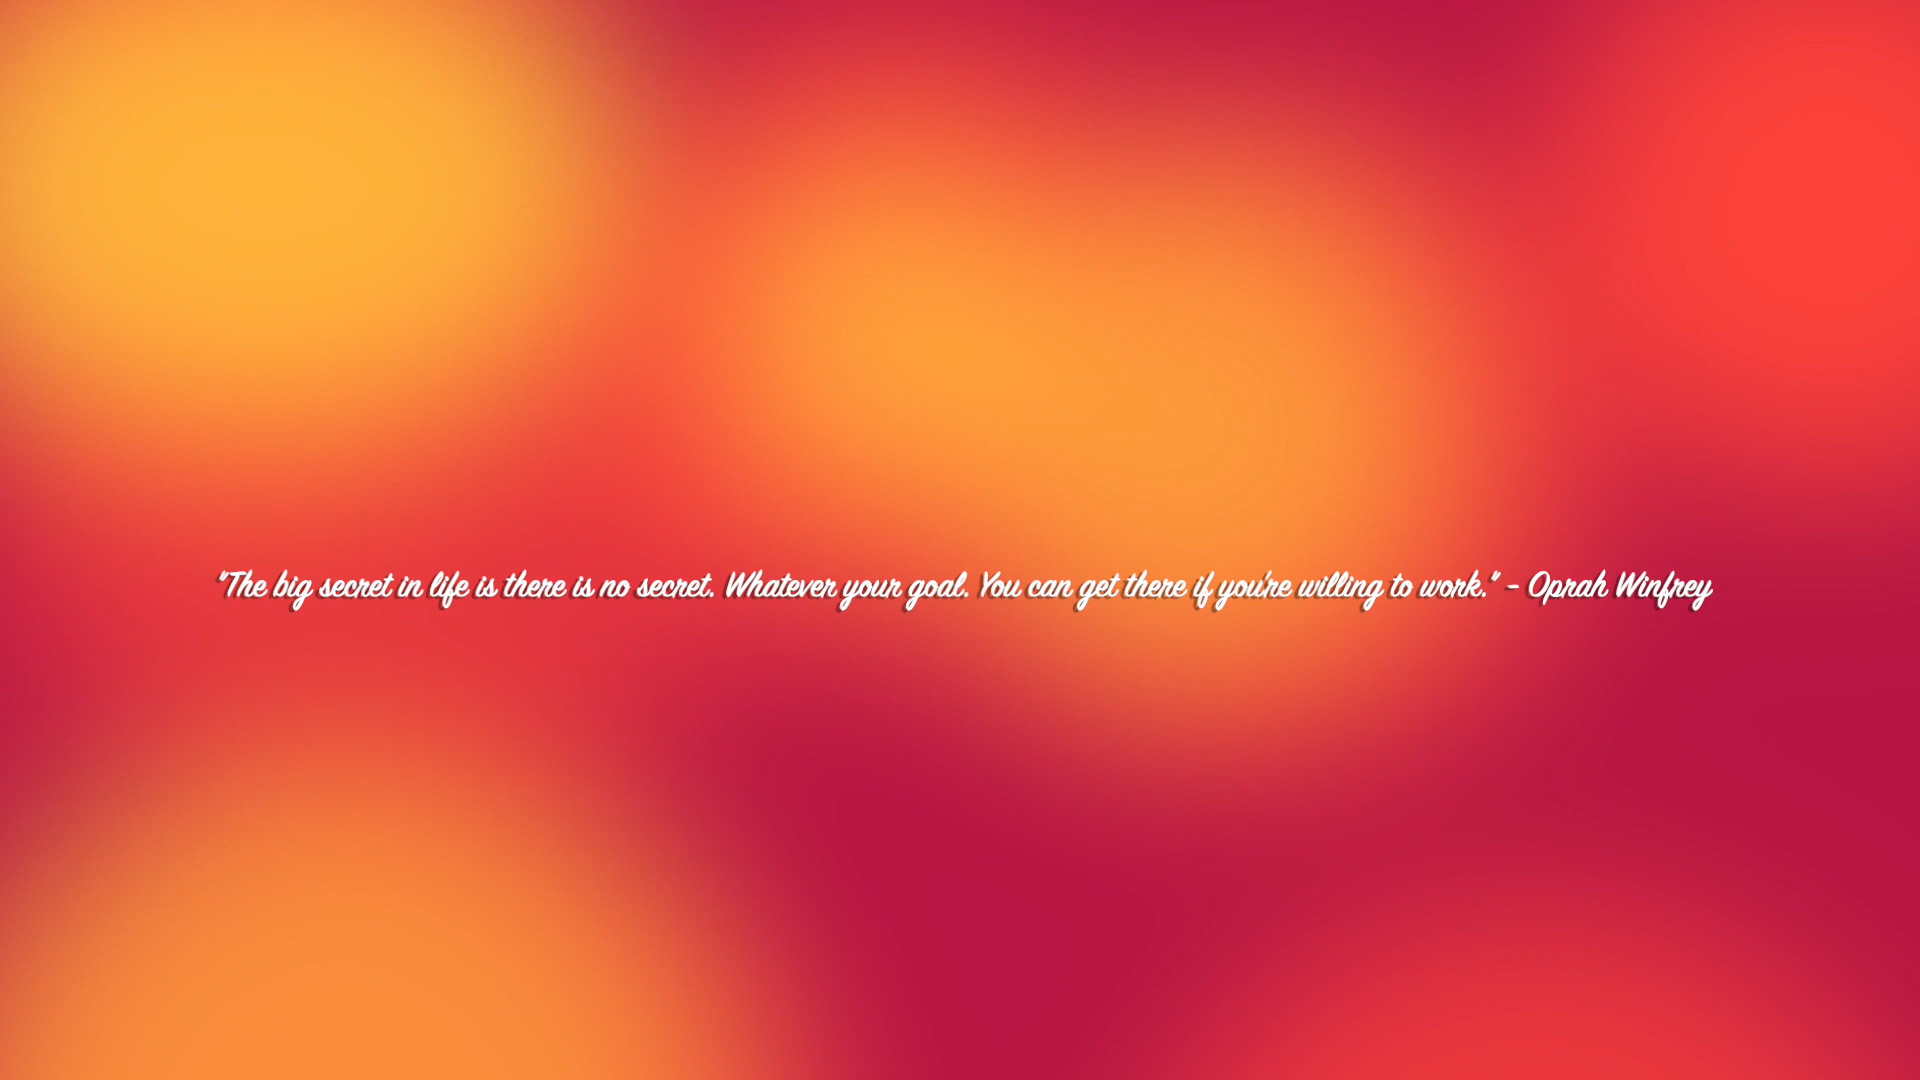 "The big secret in life is there is no secret. Whatever your goal. You can get there if you're willing to work." - Oprah Winfrey